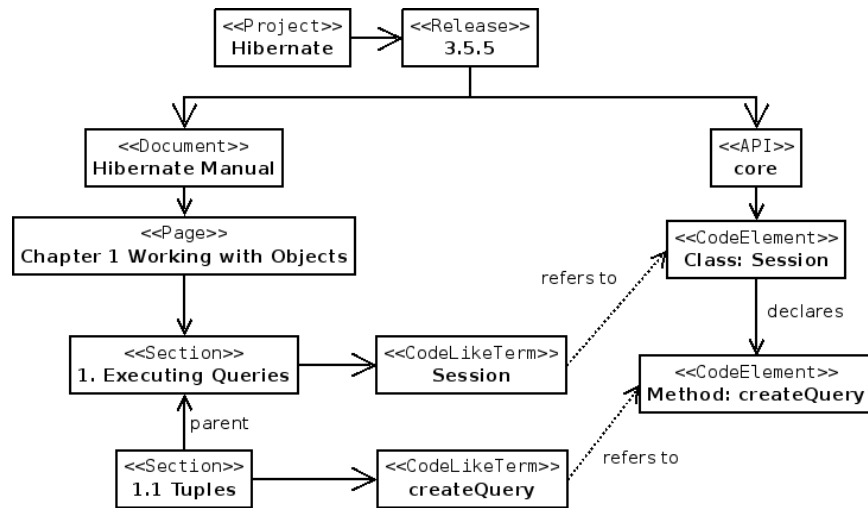 <<Project>>
Hibernate
<<Release>>
3.5.5
<<Document>>
Hibernate Manual
<<API>>
core
<<Page>>
Chapter 1 Working with Objects
<<CodeElement>>
Class: Session
refers to
declares
<<Section>>
1. Executing Queries
<<CodeLikeTerm>>
Session
<<CodeElement>>
Method: createQuery
parent
refers to
<<Section>>
1.1 Tuples
<<CodeLikeTerm>>
createQuery